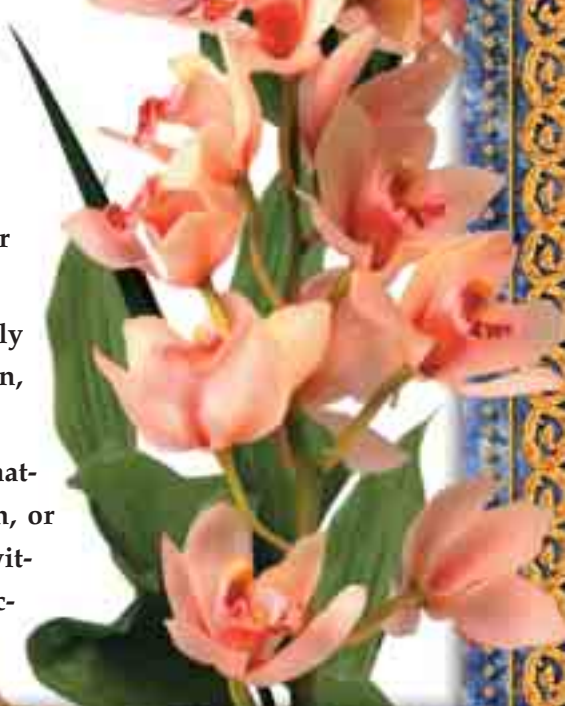 r
ly
n,
nat-
n, or
vit-
c-